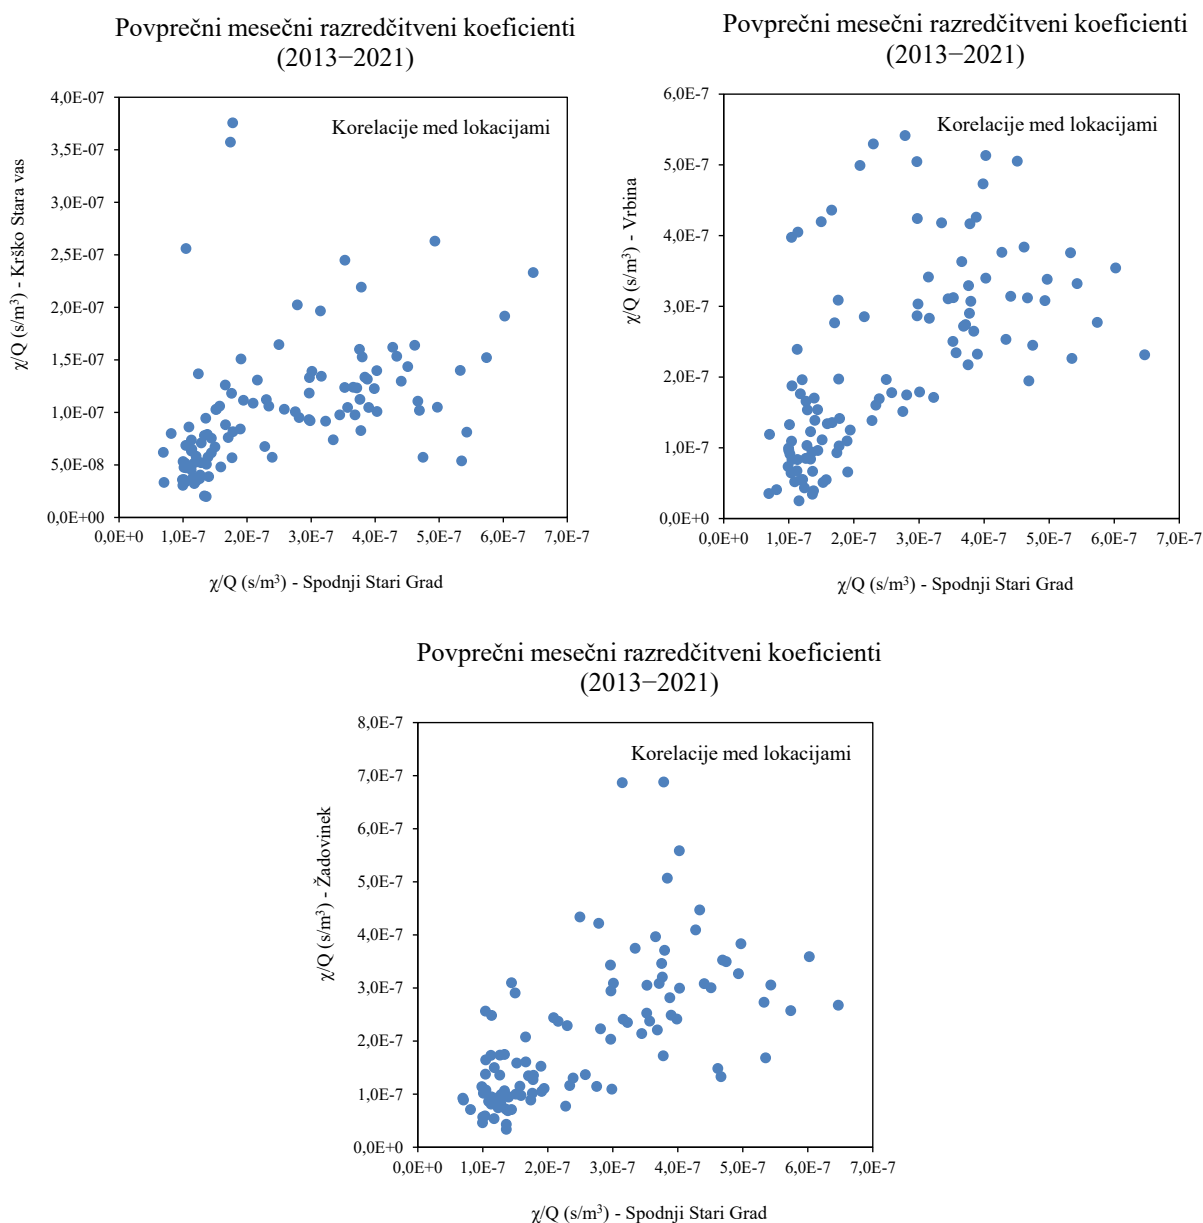 Povprečni mesečni razredčitveni koeficienti
(2013−2021)
Korelacije med lokacijami
4,0E-07
3,5E-07
3,0E-07
2,5E-07
2,0E-07
1,5E-07
1,0E-07
5,0E-08
0,0E+00
χ/Q (s/m³) - Krško Stara vas
0,0E+0 1,0E-7 2,0E-7 3,0E-7 4,0E-7 5,0E-7 6,0E-7 7,0E-7
χ/Q (s/m³) - Spodnji Stari Grad
Povprečni mesečni razredčitveni koeficienti
(2013−2021)
Korelacije med lokacijami
6,0E-7
5,0E-7
4,0E-7
3,0E-7
2,0E-7
1,0E-7
0,0E+0
χ/Q (s/m³) - Vrbina
0,0E+0 1,0E-7 2,0E-7 3,0E-7 4,0E-7 5,0E-7 6,0E-7 7,0E-7
χ/Q (s/m³) - Spodnji Stari Grad
Povprečni mesečni razredčitveni koeficienti
(2013−2021)
Korelacije med lokacijami
8,0E-7
7,0E-7
6,0E-7
5,0E-7
4,0E-7
3,0E-7
2,0E-7
1,0E-7
0,0E+0
χ/Q (s/m³) - Žadovinek
0,0E+0 1,0E-7 2,0E-7 3,0E-7 4,0E-7 5,0E-7 6,0E-7 7,0E-7
χ/Q (s/m³) - Spodnji Stari Grad